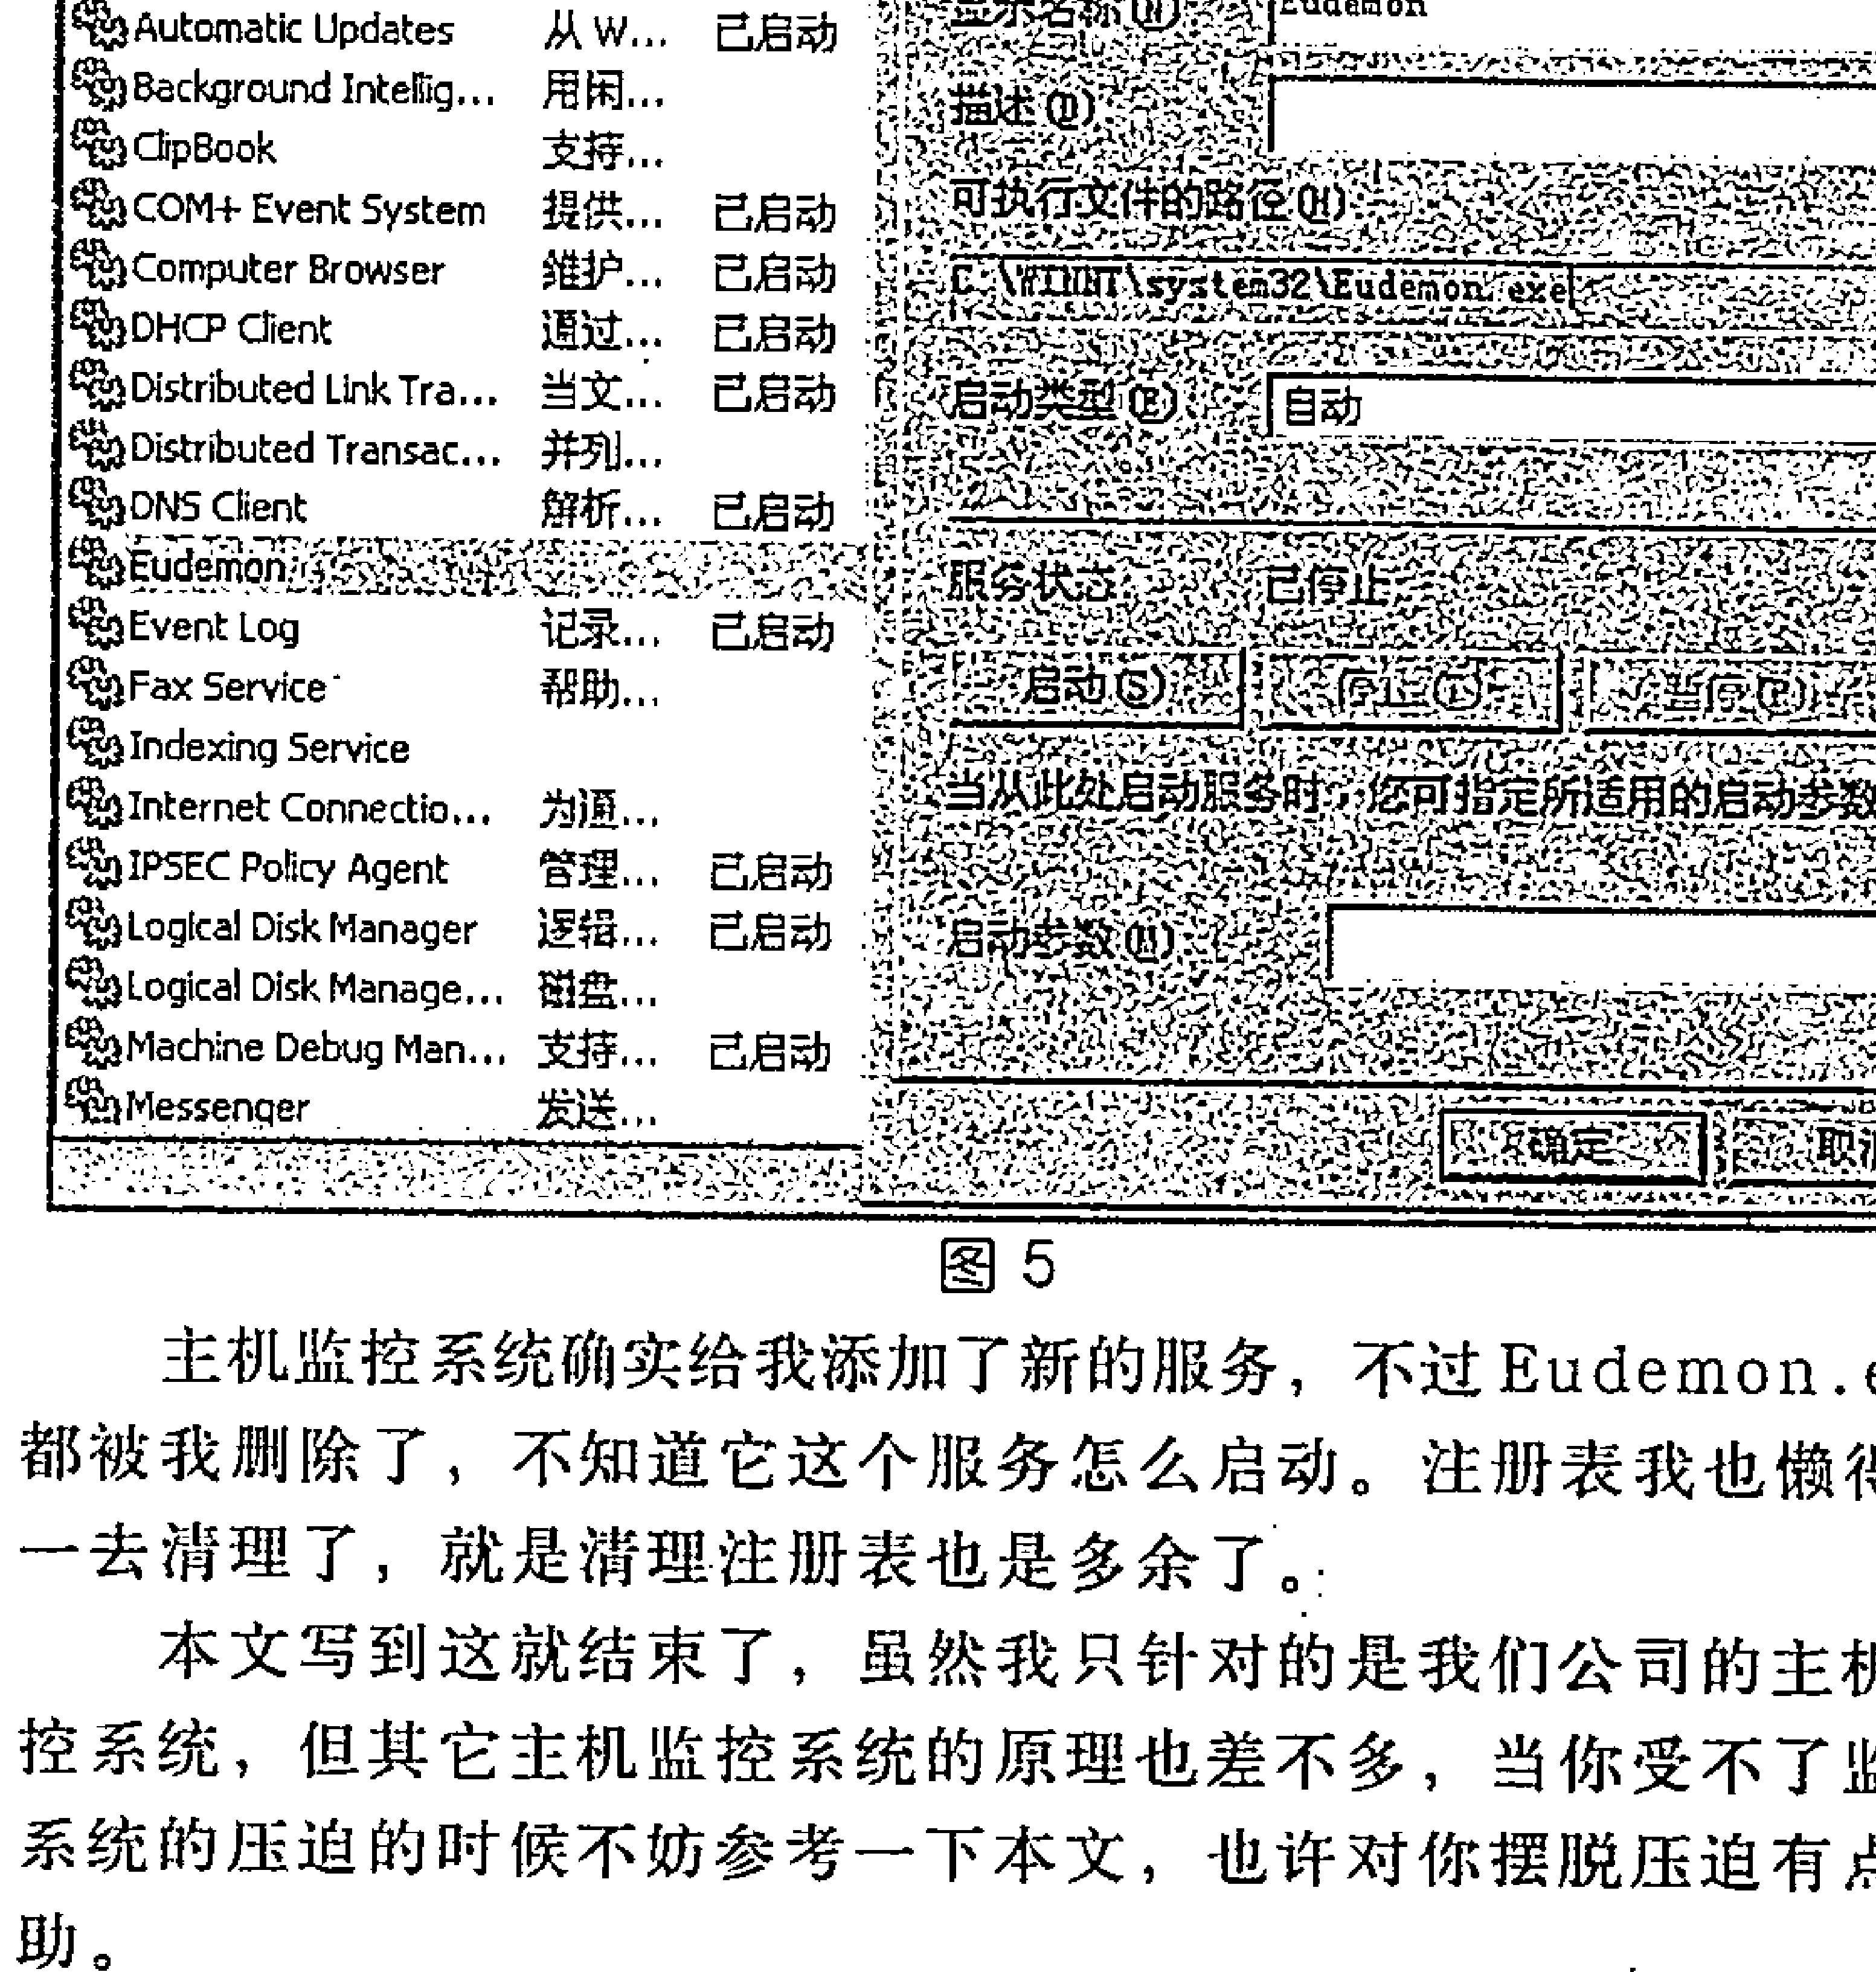 Automatic Updates 从 W... 已启动
Background Intellig... 用闲...
ClipBook 支持...
COM+ Event System 提供... 已启动
Computer Browser 维护... 已启动
DHCP Client 通过... 已启动
Distributed Link Tra... 当文... 已启动
Distributed Transac... 并列...
DNS Client 解析... 已启动
Eudemon
Event Log 记录... 已启动
Fax Service 帮助...
Indexing Service
Internet Connectio... 为通...
IPSEC Policy Agent 管理... 已启动
Logical Disk Manager 逻辑... 已启动
Logical Disk Manage... 磁盘...
Machine Debug Man... 支持... 已启动
Messenger 发送...
显示名称(N) Eudemon
描述(D)
可执行文件的路径(H)
C:\WINNT\system32\Eudemon.exe
启动类型(E) 自动
服务状态 已停止
启动(S) 停止(T) 暂停(P)
当从此处启动服务时，您可指定所适用的启动参数
启动参数(M)
确定 取消
图 5
主机监控系统确实给我添加了新的服务，不过Eudemon.e
都被我删除了，不知道它这个服务怎么启动。注册表我也懒得
一去清理了，就是清理注册表也是多余了。
本文写到这就结束了，虽然我只针对的是我们公司的主机
控系统，但其它主机监控系统的原理也差不多，当你受不了监
系统的压迫的时候不妨参考一下本文，也许对你摆脱压迫有点
助。